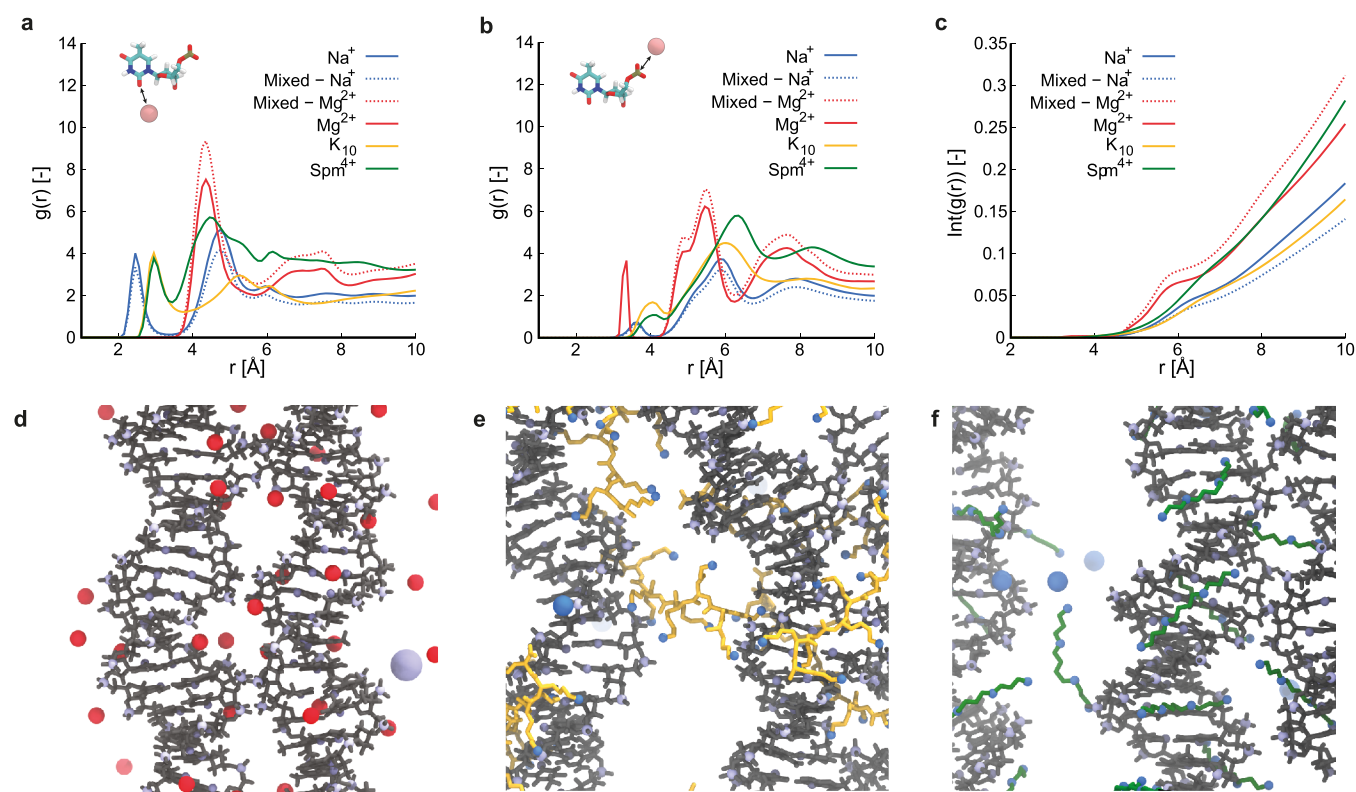 a
14
12
10
8
6
4
2
0
g(r) [-]
2 4 6 8 10
r [Å]
Na⁺
Mixed – Na⁺
Mixed – Mg²⁺
Mg²⁺
K₁₀
Spm⁴⁺
b
14
12
10
8
6
4
2
0
g(r) [-]
2 4 6 8 10
r [Å]
Na⁺
Mixed – Na⁺
Mixed – Mg²⁺
Mg²⁺
K₁₀
Spm⁴⁺
c
0.35
0.3
0.25
0.2
0.15
0.1
0.05
0
Int(g(r)) [-]
2 4 6 8 10
r [Å]
Na⁺
Mixed – Na⁺
Mixed – Mg²⁺
Mg²⁺
K₁₀
Spm⁴⁺
d
e
f